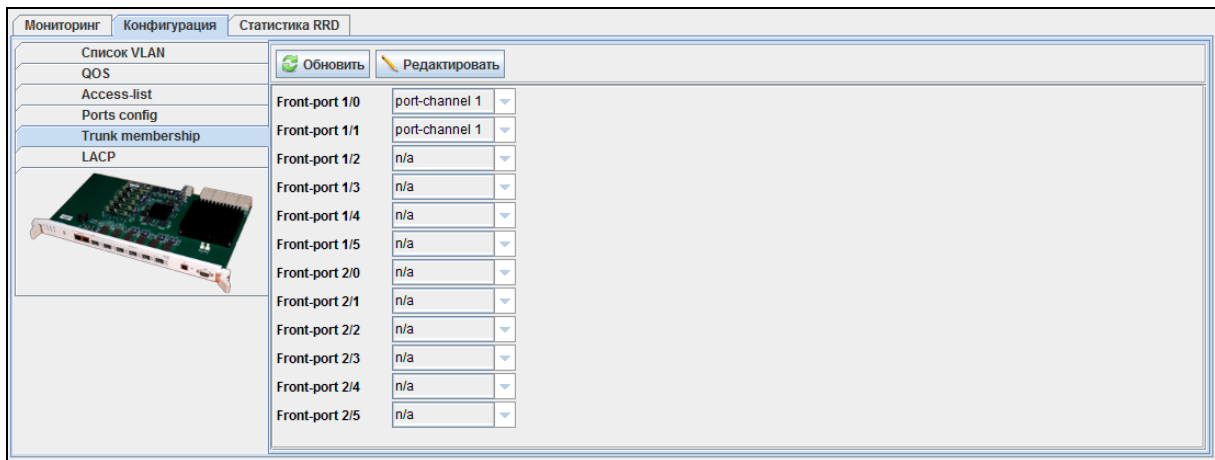 Мониторинг Конфигурация Статистика RRD
Список VLAN
QOS
Access-list
Ports config
Trunk membership
LACP
Обновить Редактировать
Front-port 1/0 port-channel 1
Front-port 1/1 port-channel 1
Front-port 1/2 n/a
Front-port 1/3 n/a
Front-port 1/4 n/a
Front-port 1/5 n/a
Front-port 2/0 n/a
Front-port 2/1 n/a
Front-port 2/2 n/a
Front-port 2/3 n/a
Front-port 2/4 n/a
Front-port 2/5 n/a